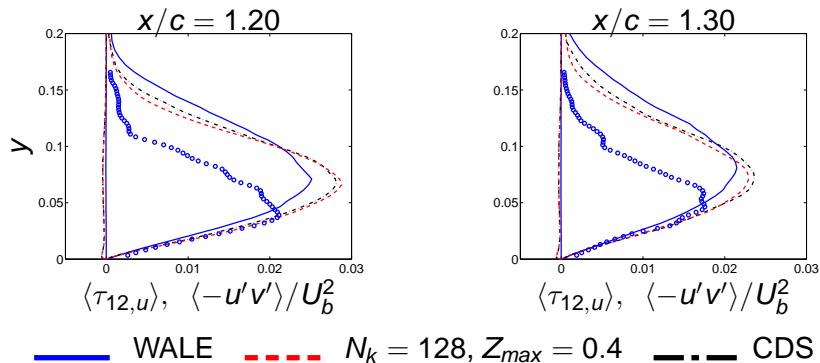 x/c = 1.20
x/c = 1.30
0.2
0.15
0.1
0.05
0
y
0 0.01 0.02 0.03
⟨τ₁₂,ᵤ⟩, ⟨−u′v′⟩/U_b^2
0.2
0.15
0.1
0.05
0
0 0.01 0.02 0.03
⟨τ₁₂,ᵤ⟩, ⟨−u′v′⟩/U_b^2
WALE N_k = 128, Z_max = 0.4 CDS